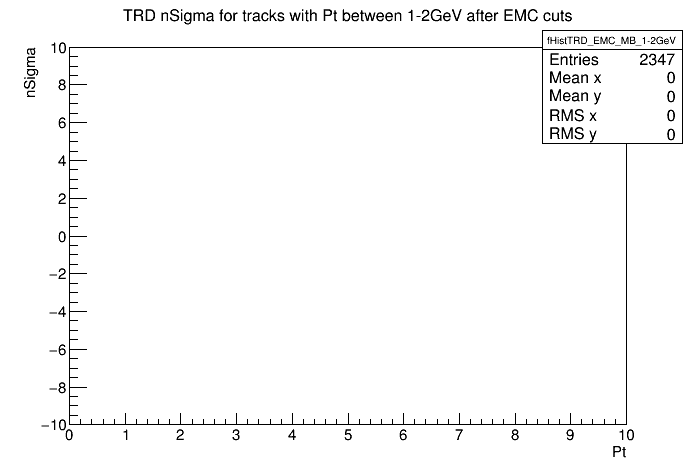 TRD nSigma for tracks with Pt between 1-2GeV after EMC cuts
fHistTRD_EMC_MB_1-2GeV
Entries 2347
Mean x 0
Mean y 0
RMS x 0
RMS y 0
nSigma
10
8
6
4
2
0
−2
−4
−6
−8
−10
0 1 2 3 4 5 6 7 8 9 10
Pt